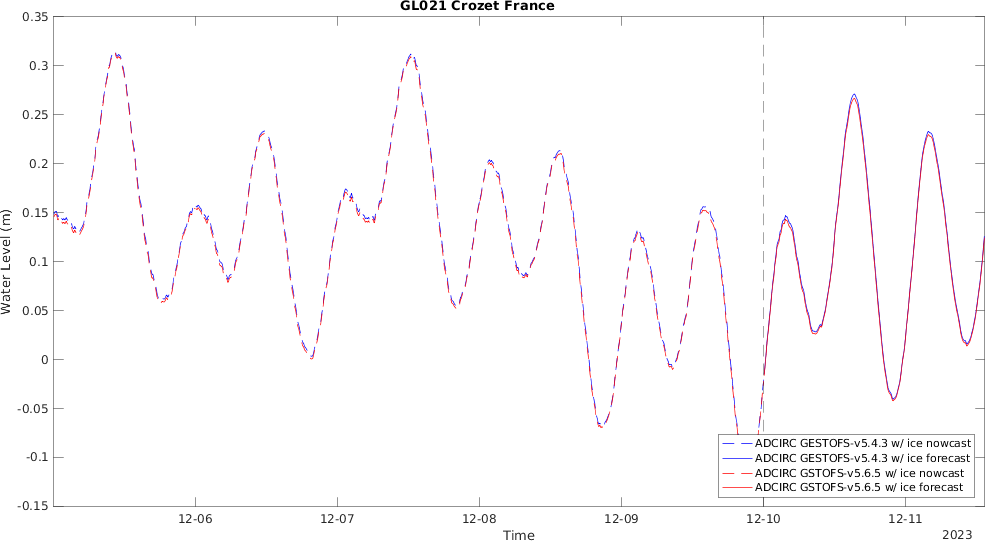 GL021 Crozet France
0.35
0.3
0.25
0.2
0.15
0.1
0.05
0
-0.05
-0.1
-0.15
Water Level (m)
12-06
12-07
12-08
12-09
12-10
12-11
Time
2023
ADCIRC GESTOFS-v5.4.3 w/ ice nowcast
ADCIRC GESTOFS-v5.4.3 w/ ice forecast
ADCIRC GSTOFS-v5.6.5 w/ ice nowcast
ADCIRC GSTOFS-v5.6.5 w/ ice forecast